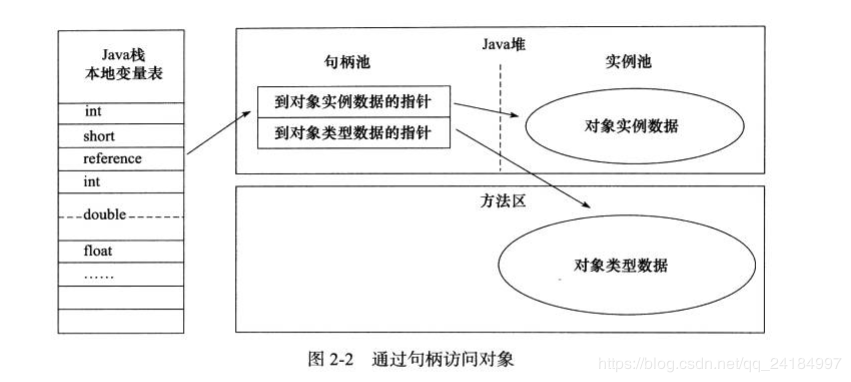 Java栈
本地变量表
int
short
reference
int
double
float
……
Java堆
句柄池
实例池
到对象实例数据的指针
到对象类型数据的指针
对象实例数据
方法区
对象类型数据
图 2-2 通过句柄访问对象
https://blog.csdn.net/qq_24184997